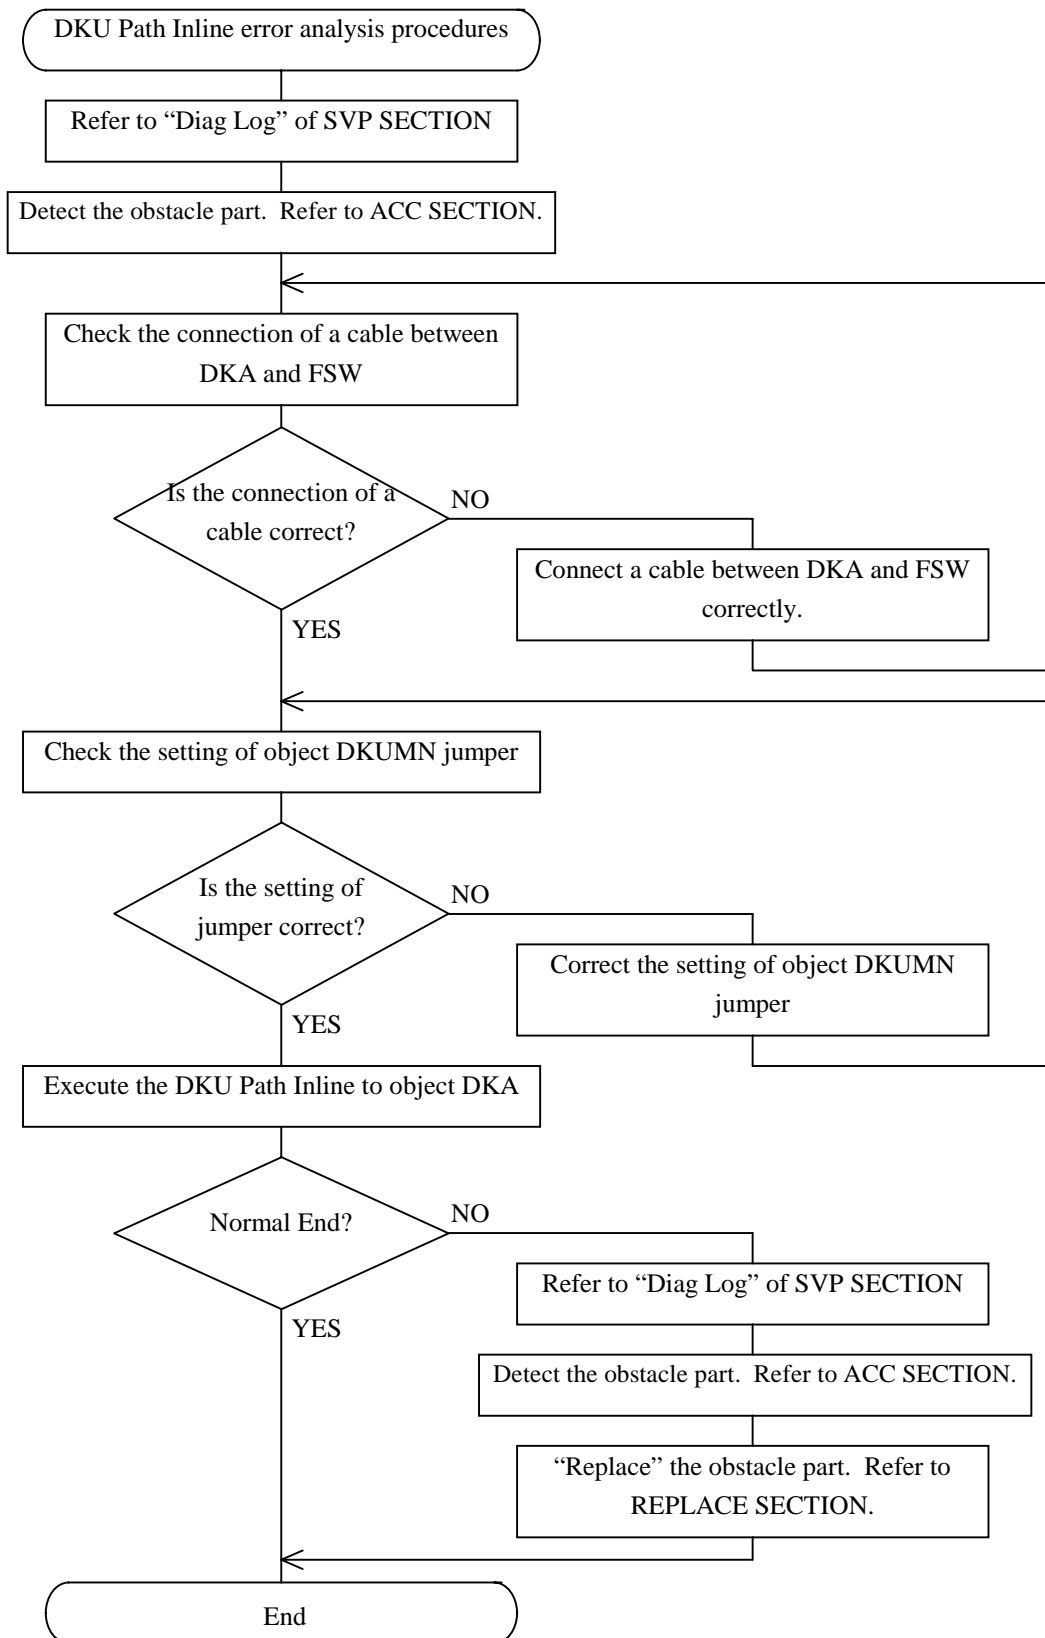 DKU Path Inline error analysis procedures
Refer to “Diag Log” of SVP SECTION
Detect the obstacle part.  Refer to ACC SECTION.
Check the connection of a cable between
DKA and FSW
Is the connection of a
cable correct?
NO
Connect a cable between DKA and FSW
correctly.
YES
Check the setting of object DKUMN jumper
Is the setting of
jumper correct?
NO
Correct the setting of object DKUMN
jumper
YES
Execute the DKU Path Inline to object DKA
Normal End?
NO
Refer to “Diag Log” of SVP SECTION
YES
Detect the obstacle part.  Refer to ACC SECTION.
“Replace” the obstacle part.  Refer to
REPLACE SECTION.
End